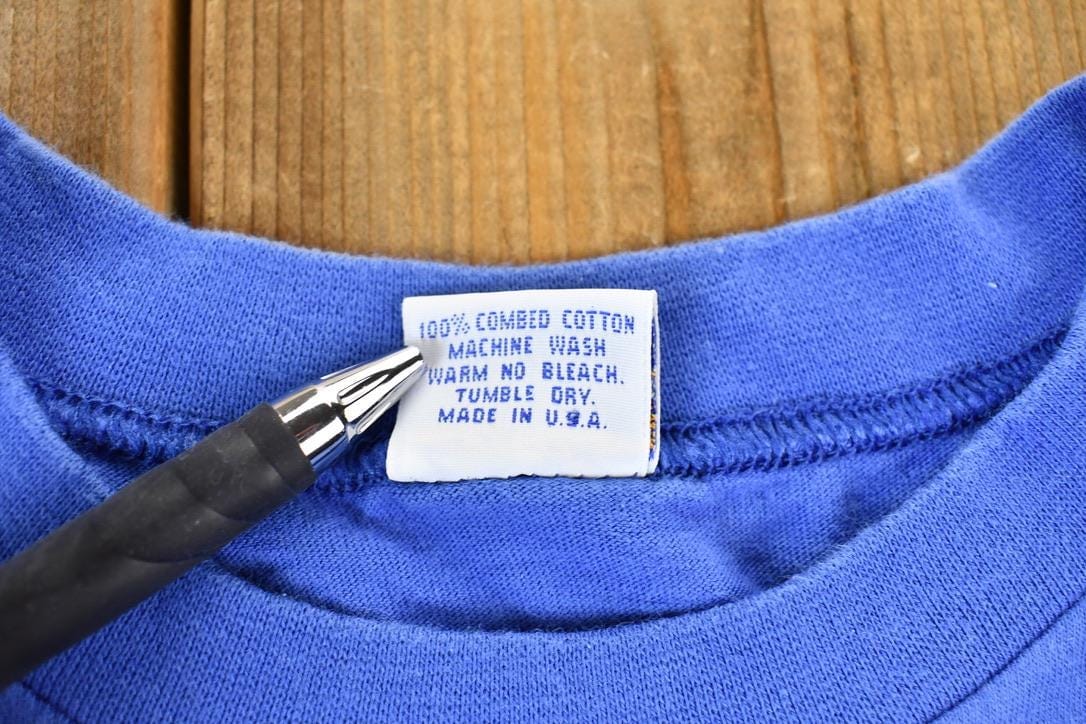 100% COMBED COTTON
MACHINE WASH
WARM NO BLEACH.
TUMBLE DRY.
MADE IN U.S.A.